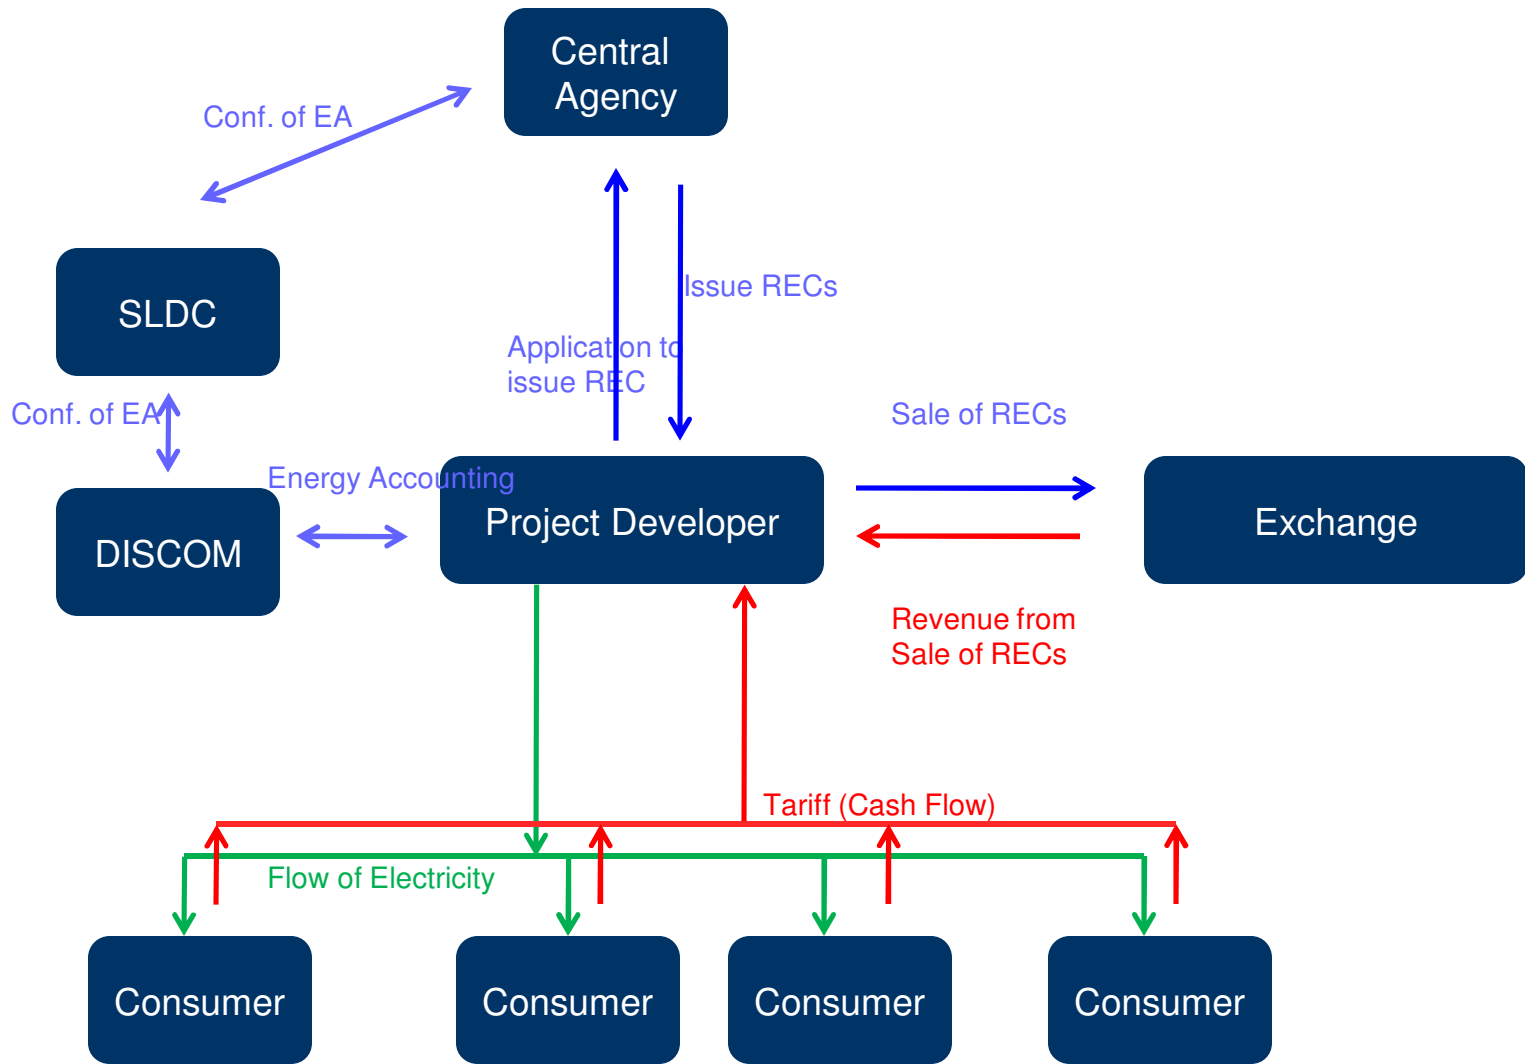 Central
Agency
Conf. of EA
Issue RECs
SLDC
Application to
issue REC
Conf. of EA
Sale of RECs
Energy Accounting
Project Developer
Exchange
DISCOM
Revenue from
Sale of RECs
Tariff (Cash Flow)
Flow of Electricity
Consumer
Consumer
Consumer
Consumer